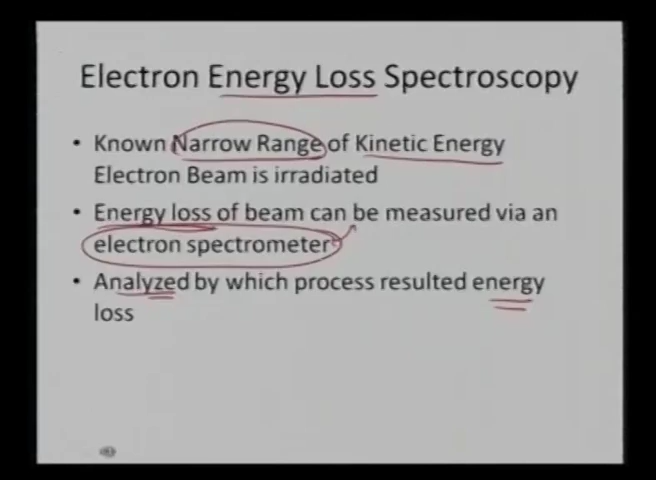 Electron Energy Loss Spectroscopy
• Known Narrow Range of Kinetic Energy
Electron Beam is irradiated
• Energy loss of beam can be measured via an
electron spectrometer
• Analyzed by which process resulted energy
loss